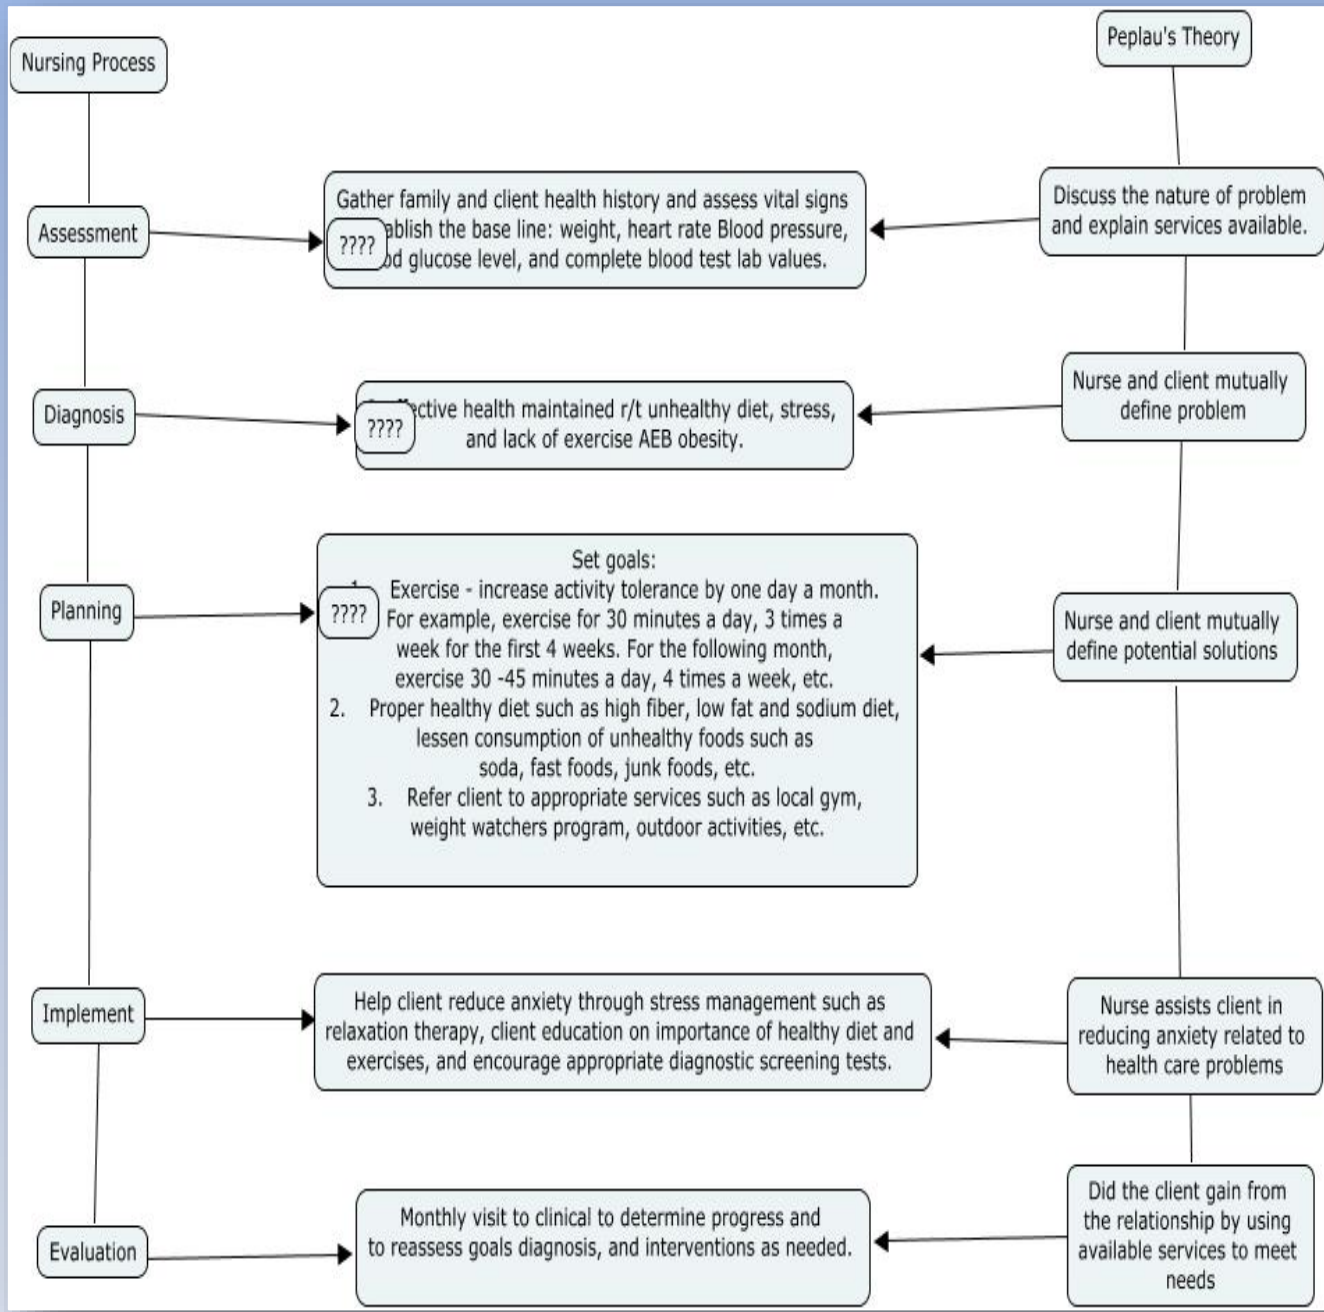 Nursing Process
Peplau's Theory
Assessment
????
Gather family and client health history and assess vital signs
the base line: weight, heart rate Blood pressure,
glucose level, and complete blood test lab values.
Discuss the nature of problem
and explain services available.
Diagnosis
????
health maintained r/t unhealthy diet, stress,
and lack of exercise AEB obesity.
Nurse and client mutually
define problem
Planning
????
Set goals:
Exercise - increase activity tolerance by one day a month.
For example, exercise for 30 minutes a day, 3 times a
week for the first 4 weeks. For the following month,
exercise 30 -45 minutes a day, 4 times a week, etc.
2. Proper healthy diet such as high fiber, low fat and sodium diet,
lessen consumption of unhealthy foods such as
soda, fast foods, junk foods, etc.
3. Refer client to appropriate services such as local gym,
weight watchers program, outdoor activities, etc.
Nurse and client mutually
define potential solutions
Implement
Help client reduce anxiety through stress management such as
relaxation therapy, client education on importance of healthy diet and
exercises, and encourage appropriate diagnostic screening tests.
Nurse assists client in
reducing anxiety related to
health care problems
Evaluation
Monthly visit to clinical to determine progress and
to reassess goals diagnosis, and interventions as needed.
Did the client gain from
the relationship by using
available services to meet
needs